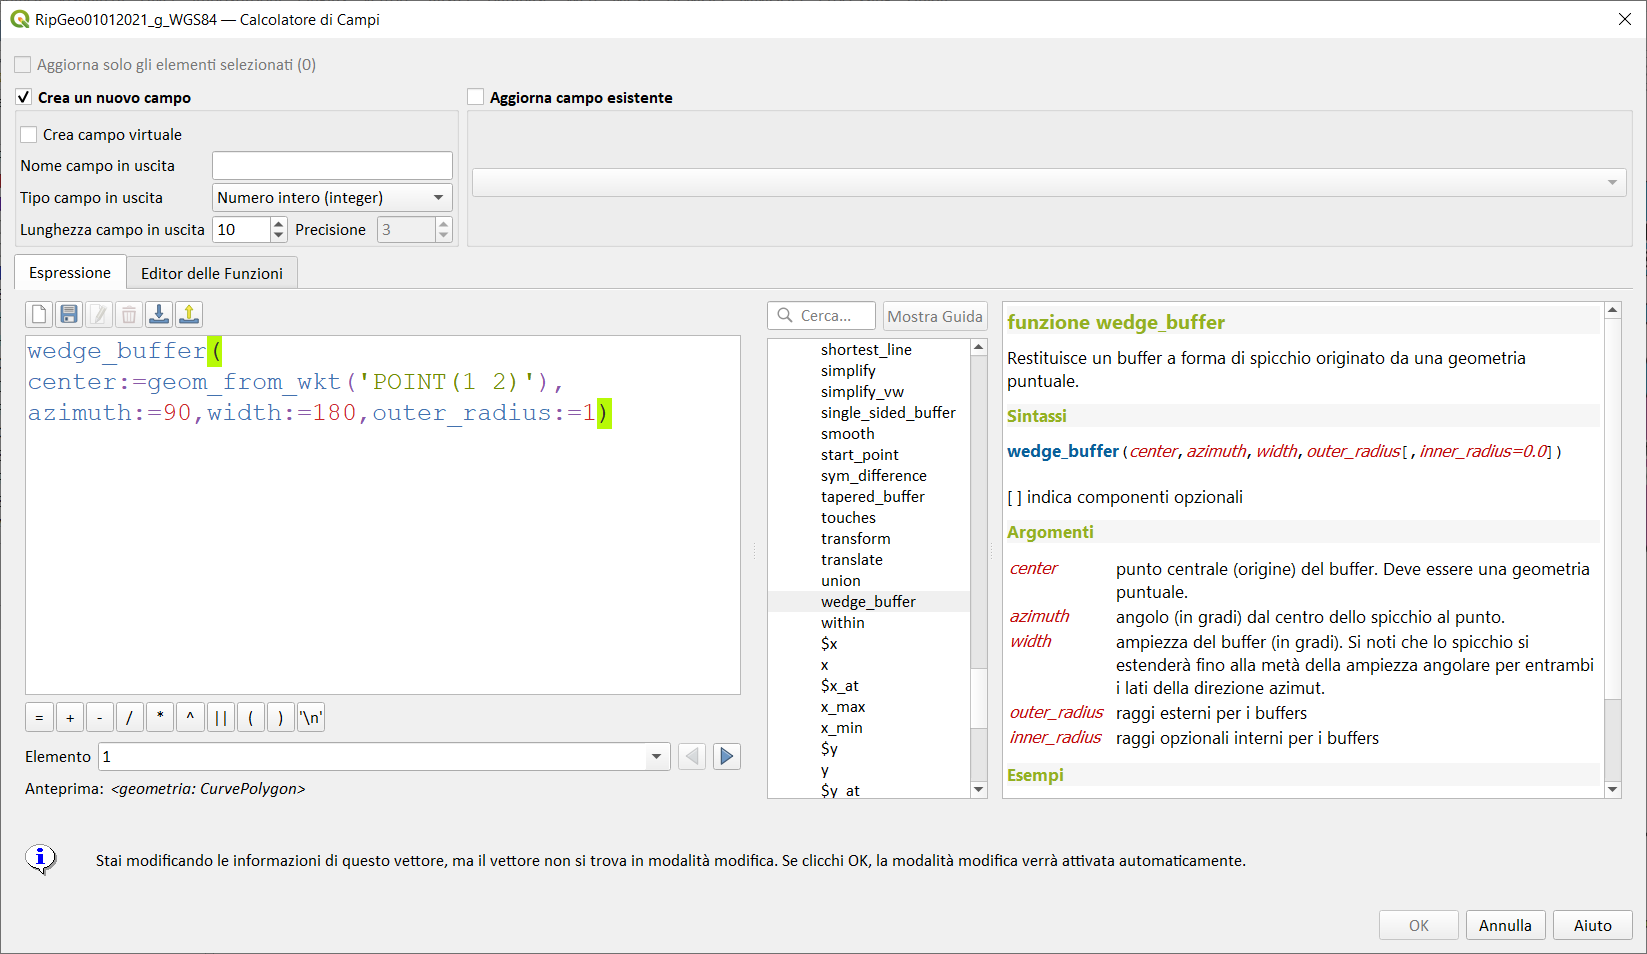 RipGeo01012021_g_WGS84 — Calcolatore di Campi
Aggiorna solo gli elementi selezionati (0)
Crea un nuovo campo
Aggiorna campo esistente
Crea campo virtuale
Nome campo in uscita
Tipo campo in uscita
Numero intero (integer)
Lunghezza campo in uscita
10
Precisione
3
Espressione
Editor delle Funzioni
wedge_buffer(
center:=geom_from_wkt('POINT(1 2)'),
azimuth:=90,width:=180,outer_radius:=1)
= + - / * ^ || ( ) '\n'
Elemento
1
Anteprima: <geometria: CurvePolygon>
Cerca...
Mostra Guida
shortest_line
simplify
simplify_vw
single_sided_buffer
smooth
start_point
sym_difference
tapered_buffer
touches
transform
translate
union
wedge_buffer
within
$x
x
$x_at
x_max
x_min
$y
y
$y_at
funzione wedge_buffer
Restituisce un buffer a forma di spicchio originato da una geometria
puntuale.
Sintassi
wedge_buffer(center,azimuth,width,outer_radius[,inner_radius=0.0])
[ ] indica componenti opzionali
Argomenti
center punto centrale (origine) del buffer. Deve essere una geometria
puntuale.
azimuth angolo (in gradi) dal centro dello spicchio al punto.
width ampiezza del buffer (in gradi). Si noti che lo spicchio si
estenderà fino alla metà della ampiezza angolare per entrambi
i lati della direzione azimut.
outer_radius raggi esterni per i buffers
inner_radius raggi opzionali interni per i buffers
Esempi
Stai modificando le informazioni di questo vettore, ma il vettore non si trova in modalità modifica. Se clicchi OK, la modalità modifica verrà attivata automaticamente.
OK
Annulla
Aiuto